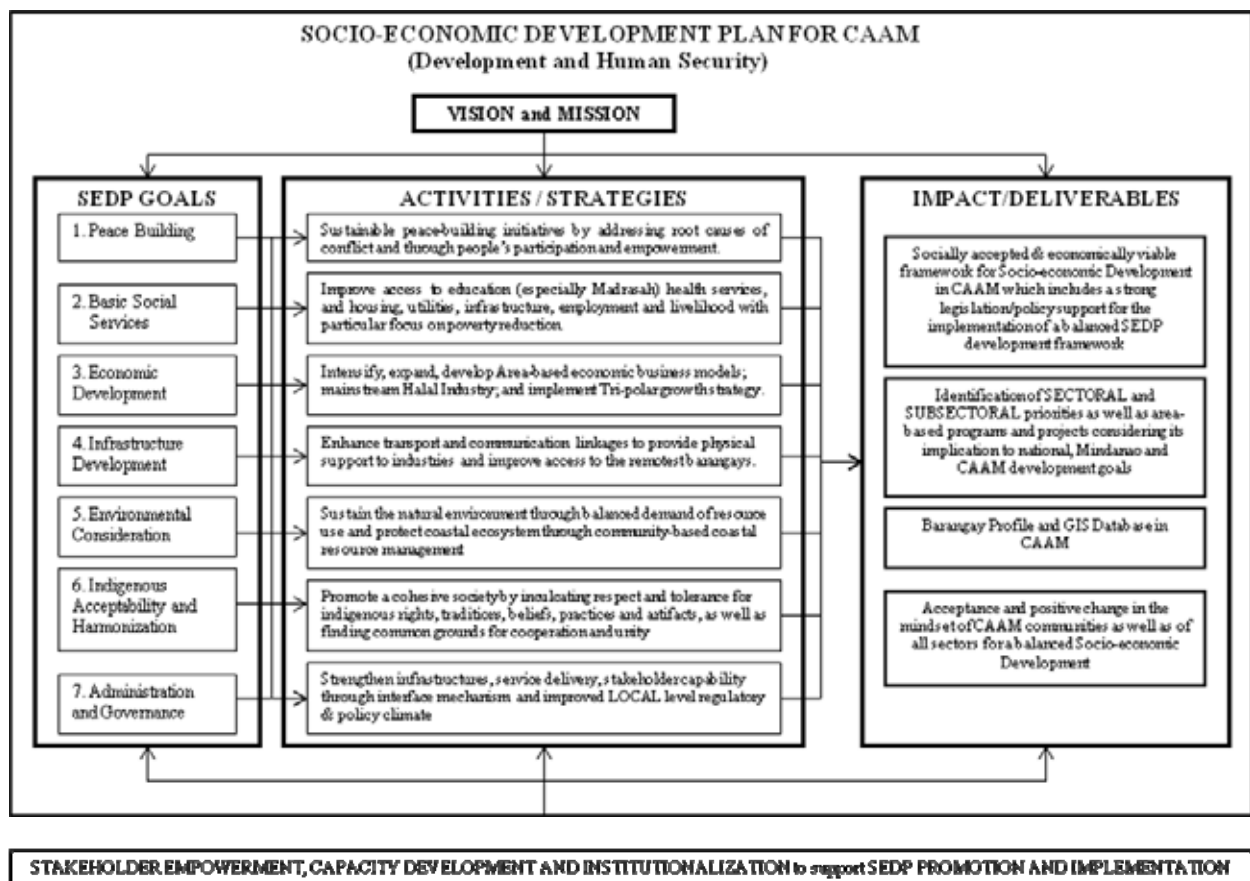 SOCIO-ECONOMIC DEVELOPMENT PLAN FOR CAAM
(Development and Human Security)
VISION and MISSION
SEDP GOALS
1. Peace Building
2. Basic Social
Services
3. Economic
Development
4. Infrastructure
Development
5. Environmental
Consideration
6. Indigenous
Acceptability and
Harmonization
7. Administration
and Governance
ACTIVITIES / STRATEGIES
Sustainable peace-building initiatives by addressing root causes of
conflict and through people's participation and empowerment.
Improve access to education (especially Madrasah) health services,
and housing, utilities, infrastructure, employment and livelihood with
particular focus on poverty reduction.
Intensify, expand, develop Area-based economic business models;
mainstream Halal Industry; and implement Tri-polar growth strategy.
Enhance transport and communication linkages to provide physical
support to industries and improve access to the remotest barangays.
Sustain the natural environment through balanced demand of resource
use and protect coastal ecosystem through community-based coastal
resource management
Promote a cohesive society by inculcating respect and tolerance for
indigenous rights, traditions, beliefs, practices and artifacts, as well as
finding common grounds for cooperation and unity
Strengthen infrastructures, service delivery, stakeholder capability
through interface mechanism and improved LOCAL level regulatory
& policy climate
IMPACT/DELIVERABLES
Socially accepted & economically viable
framework for Socio-economic Development
in CAAM which includes a strong
legislation/policy support for the
implementation of a balanced SEDP
development framework
Identification of SECTORAL and
SUBSECTORAL priorities as well as area-
based programs and projects considering its
implication to national, Mindanao and
CAAM development goals
Barangay Profile and GIS Database in
CAAM
Acceptance and positive change in the
mindset of CAAM communities as well as of
all sectors for a balanced Socio-economic
Development
STAKEHOLDER EMPOWERMENT, CAPACITY DEVELOPMENT AND INSTITUTIONALIZATION to support SEDP PROMOTION AND IMPLEMENTATION